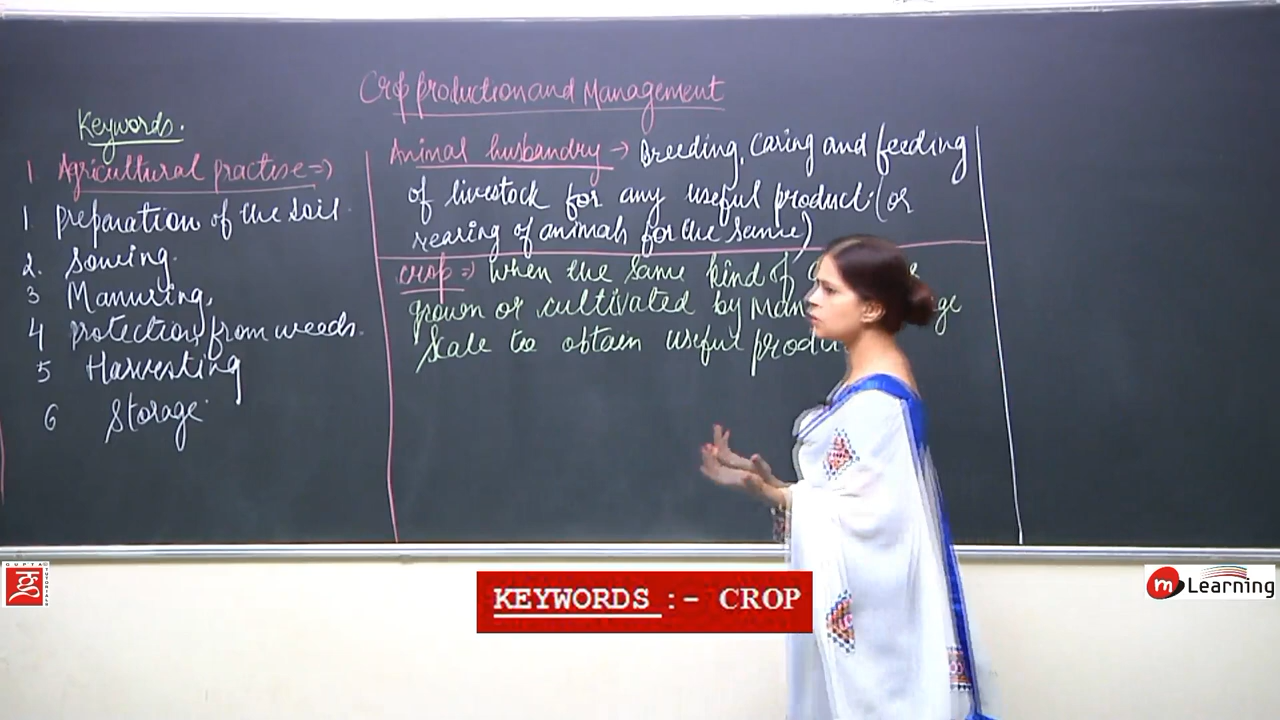 Crop production and Management
Keywords.
1 Agricultural practise =>
1 preparation of the soil.
2. Sowing.
3 Manuring,
4 protection from weeds.
5 Harvesting
6 Storage.
Animal husbandry → Breeding, Caring and feeding
of livestock for any useful product. (or
rearing of animals for the same)
crop => When the same kind of
grown or cultivated by man
Scale to obtain useful
KEYWORDS :- CROP
GUPTA TUTORIALS
m Learning